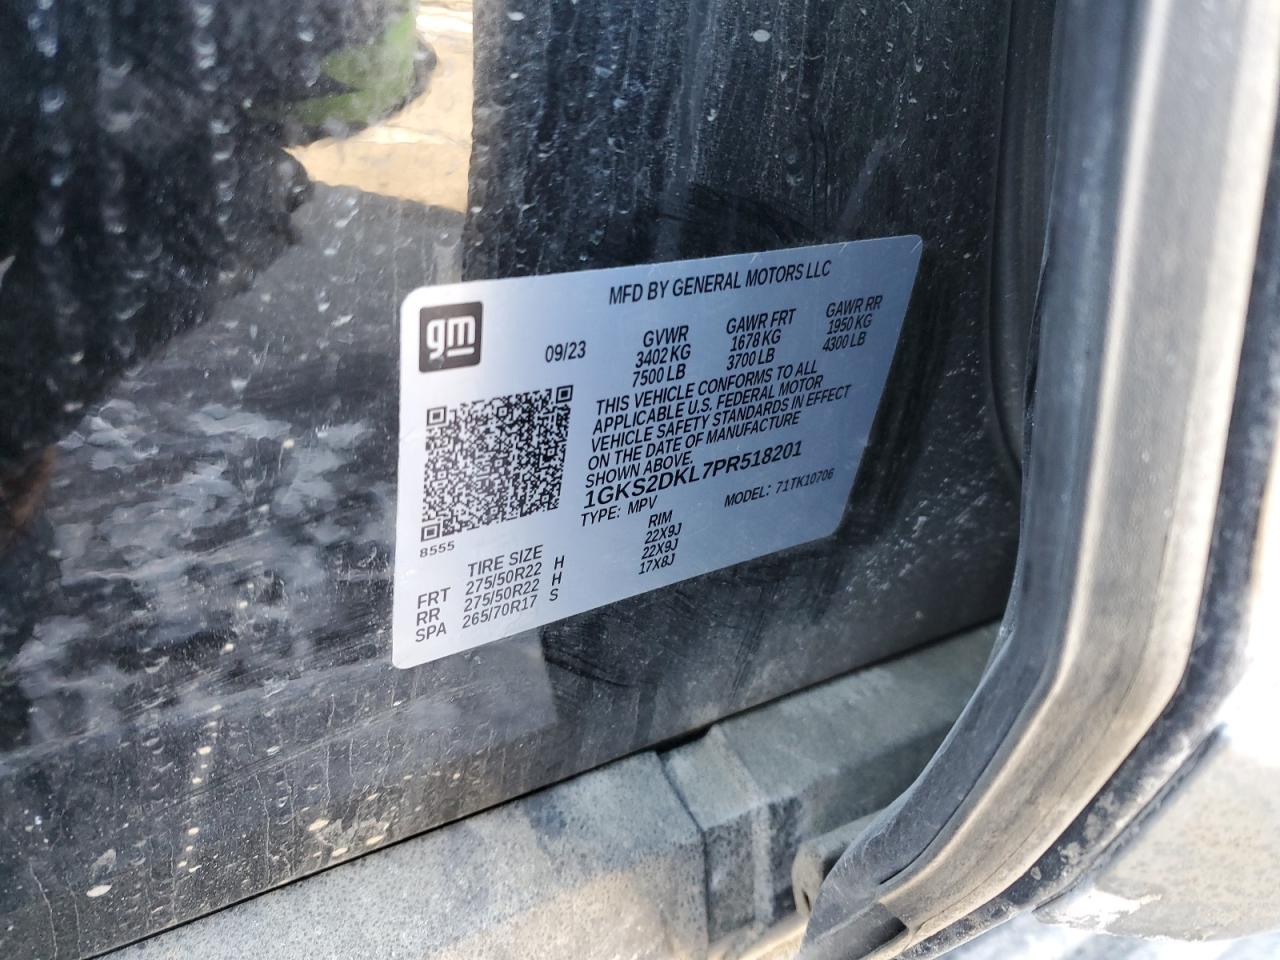 MFD BY GENERAL MOTORS LLC
gm
09/23
GVWR GAWR FRT GAWR RR
3402 KG 1678 KG 1950 KG
7500 LB 3700 LB 4300 LB
THIS VEHICLE CONFORMS TO ALL
APPLICABLE U.S. FEDERAL MOTOR
VEHICLE SAFETY STANDARDS IN EFFECT
ON THE DATE OF MANUFACTURE
SHOWN ABOVE.
1GKS2DKL7PR518201
TYPE: MPV MODEL: 71TK10706
8555
TIRE SIZE RIM
FRT 275/50R22 H 22X9J
RR 275/50R22 H 22X9J
SPA 265/70R17 S 17X8J